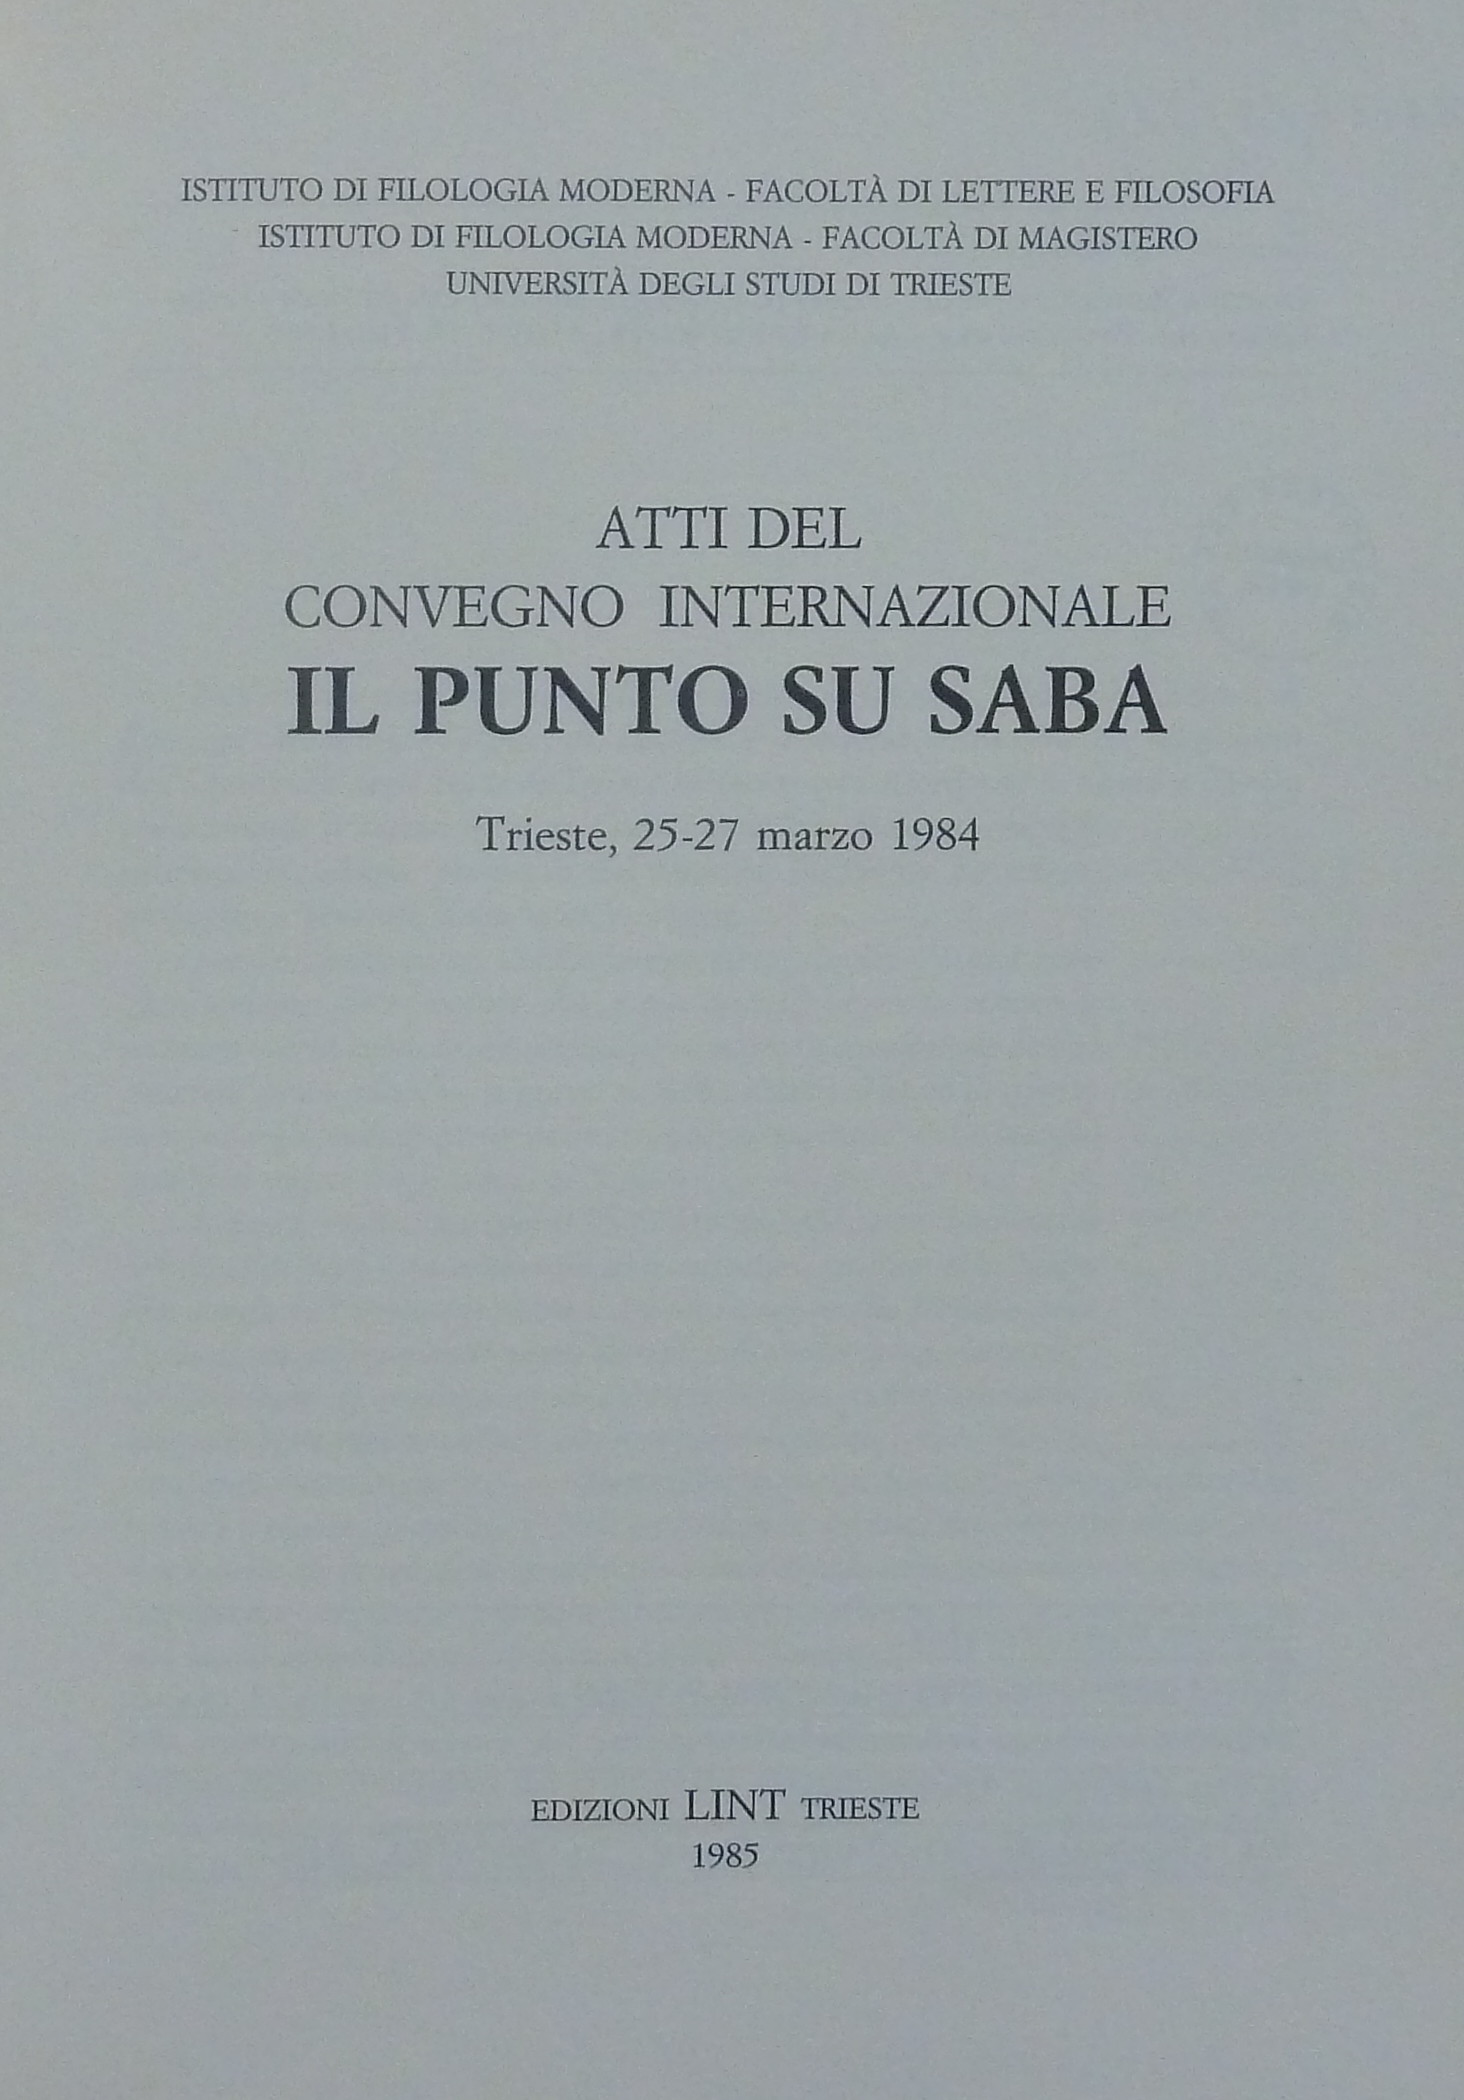 ISTITUTO DI FILOLOGIA MODERNA - FACOLTÀ DI LETTERE E FILOSOFIA
ISTITUTO DI FILOLOGIA MODERNA - FACOLTÀ DI MAGISTERO
UNIVERSITÀ DEGLI STUDI DI TRIESTE
ATTI DEL
CONVEGNO INTERNAZIONALE
IL PUNTO SU SABA
Trieste, 25-27 marzo 1984
EDIZIONI LINT TRIESTE
1985